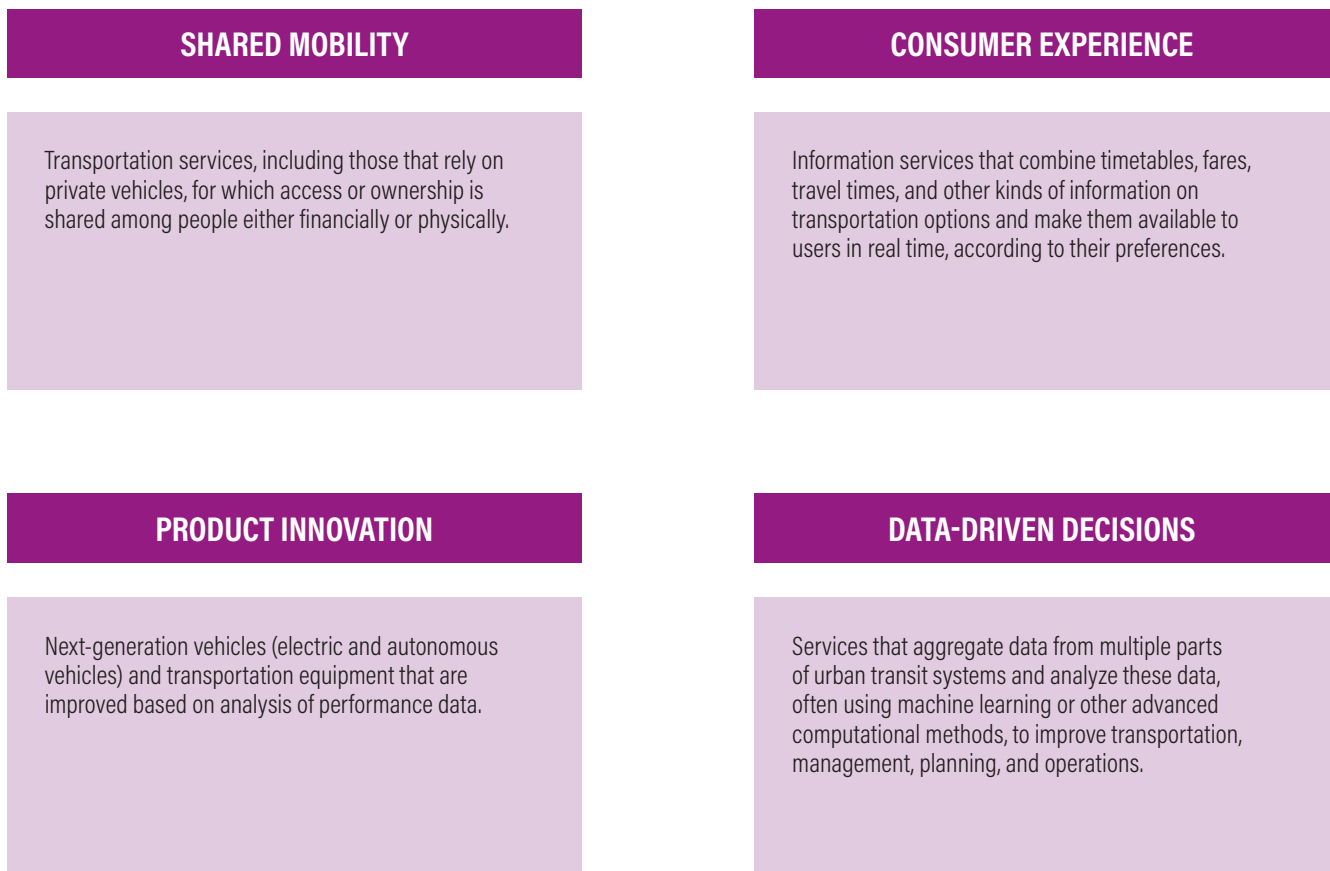 SHARED MOBILITY
Transportation services, including those that rely on
private vehicles, for which access or ownership is
shared among people either financially or physically.
CONSUMER EXPERIENCE
Information services that combine timetables, fares,
travel times, and other kinds of information on
transportation options and make them available to
users in real time, according to their preferences.
PRODUCT INNOVATION
Next-generation vehicles (electric and autonomous
vehicles) and transportation equipment that are
improved based on analysis of performance data.
DATA-DRIVEN DECISIONS
Services that aggregate data from multiple parts
of urban transit systems and analyze these data,
often using machine learning or other advanced
computational methods, to improve transportation,
management, planning, and operations.